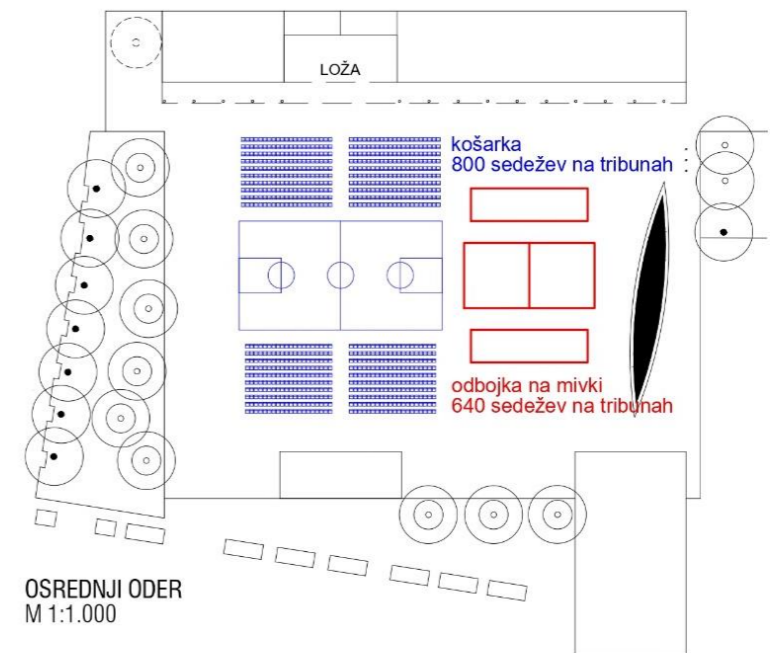 LOŽA
košarka
800 sedežev na tribunah
odbojka na mivki
640 sedežev na tribunah
OSREDNJI ODER
M 1:1.000